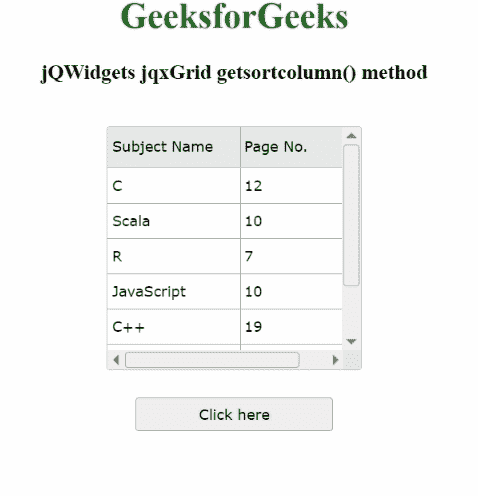 GeeksforGeeks
jQWidgets jqxGrid getsortcolumn() method
Subject Name Page No.
C 12
Scala 10
R 7
JavaScript 10
C++ 19
Click here